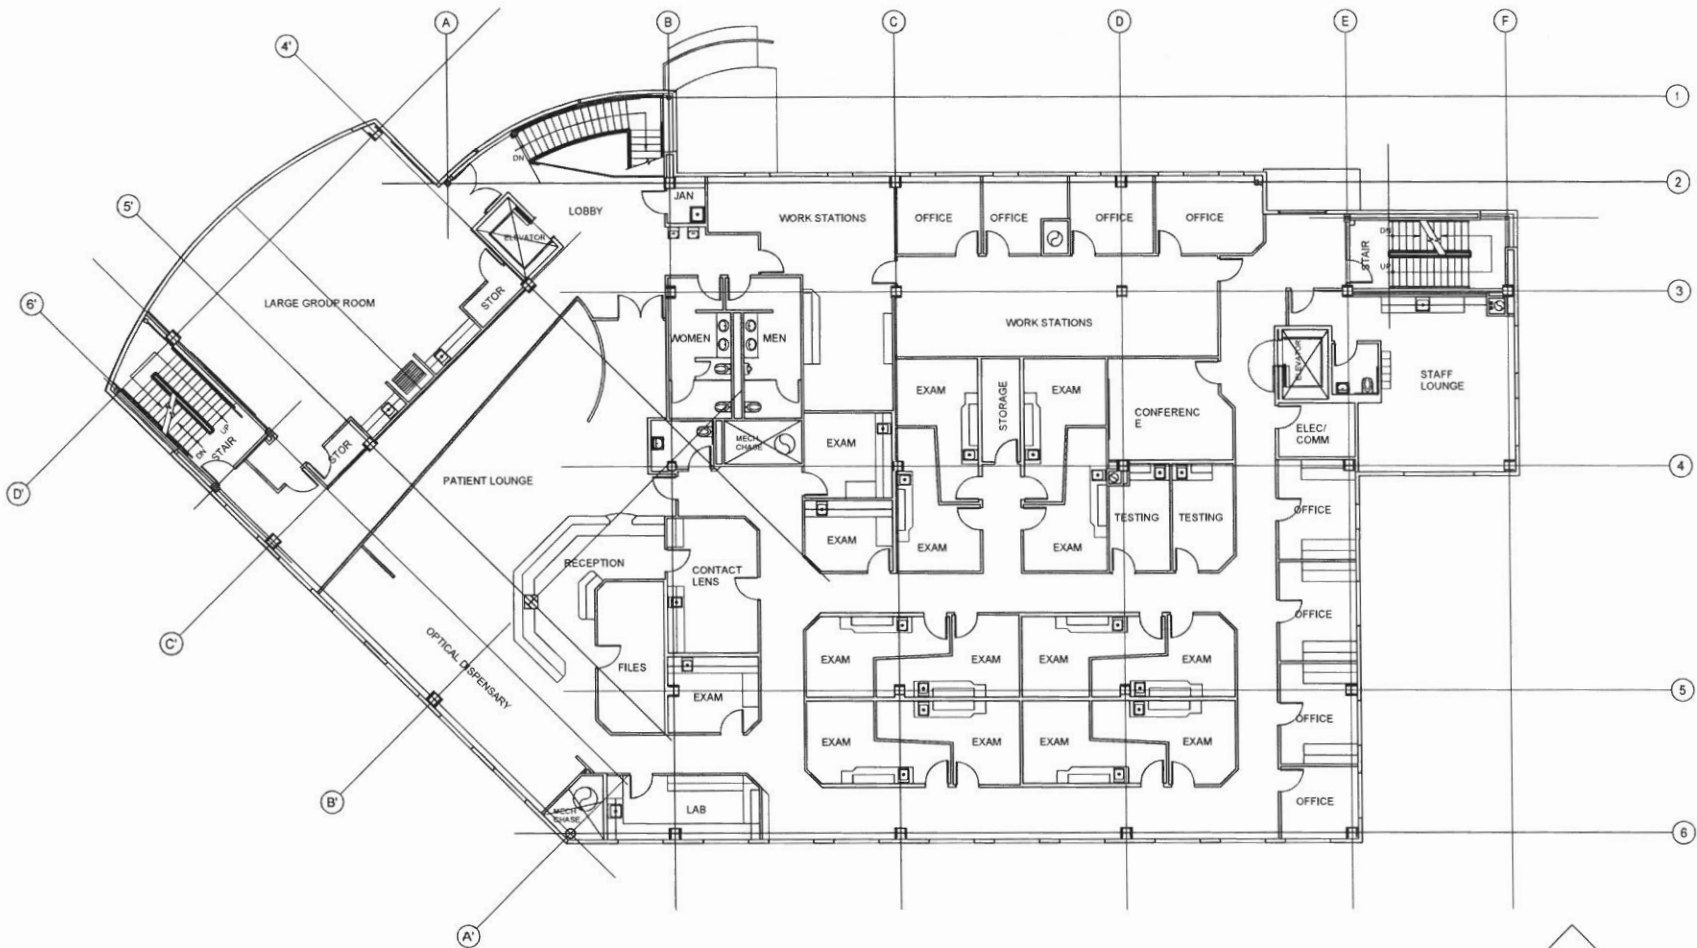 A
B
C
D
E
F
4'
1
5'
DN
2
JAN
LOBBY
WORK STATIONS
OFFICE
OFFICE
OFFICE
OFFICE
ELEVATOR
DN
STAIR
UP
6'
LARGE GROUP ROOM
STOR
3
WORK STATIONS
WOMEN
MEN
ELEVATOR
STAFF
LOUNGE
EXAM
STORAGE
EXAM
CONFERENC
E
ELEC/
COMM
UP
STAIR
DN
STOR
MECH
CHASE
EXAM
4
D'
PATIENT LOUNGE
OFFICE
TESTING
TESTING
EXAM
EXAM
EXAM
RECEPTION
CONTACT
LENS
OFFICE
C'
OPTICAL DISPENSARY
FILES
EXAM
EXAM
EXAM
EXAM
EXAM
5
OFFICE
EXAM
EXAM
EXAM
EXAM
B'
MECH
CHASE
LAB
OFFICE
6
A'